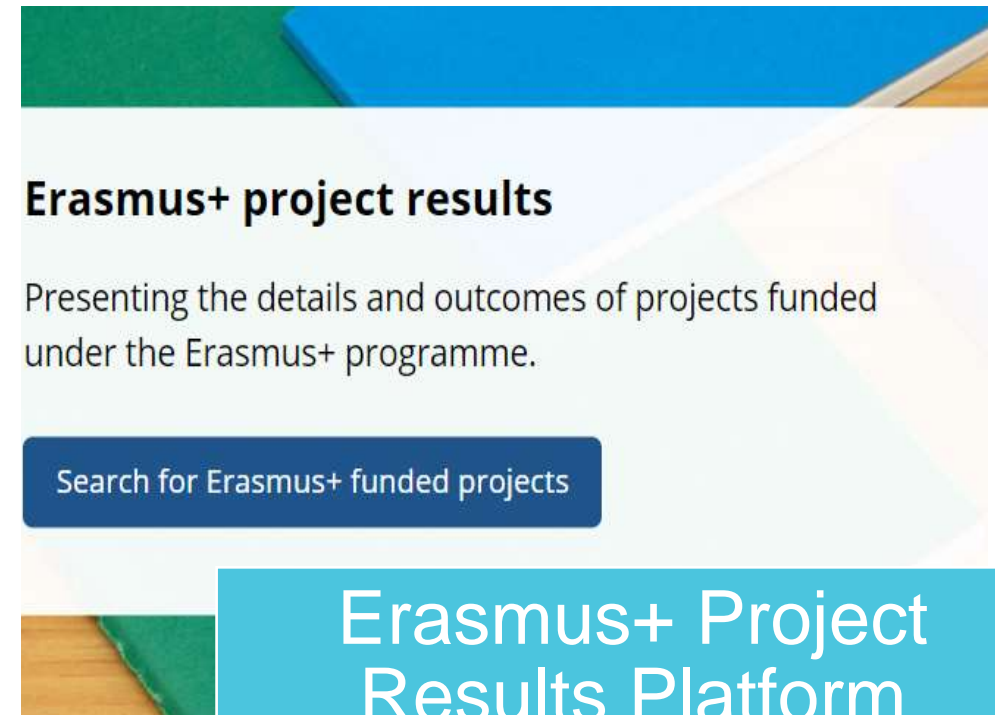 Erasmus+ project results
Presenting the details and outcomes of projects funded
under the Erasmus+ programme.
Search for Erasmus+ funded projects
Erasmus+ Project
Results Platform